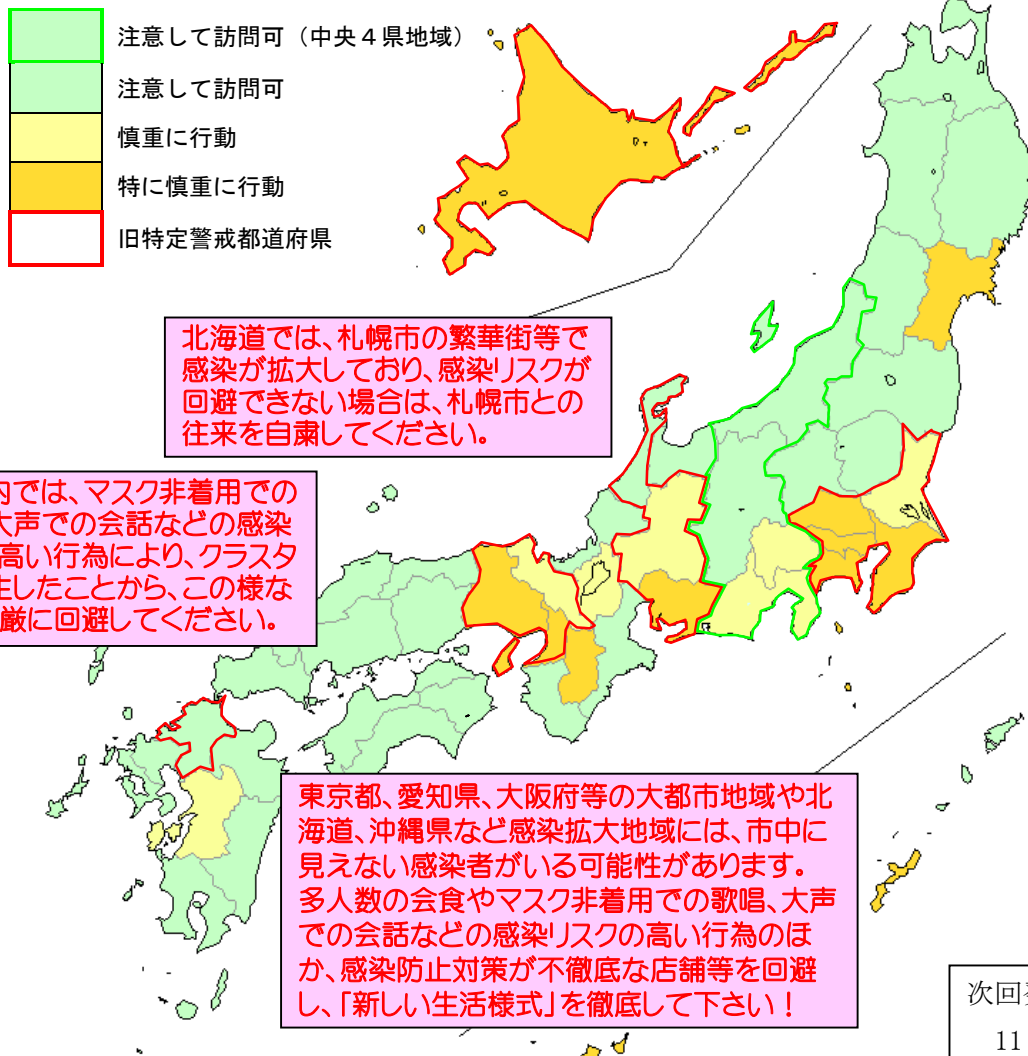 注意して訪問可（中央４県地域）
注意して訪問可
慎重に行動
特に慎重に行動
旧特定警戒都道府県
北海道では、札幌市の繁華街等で
感染が拡大しており、感染リスクが
回避できない場合は、札幌市との
往来を自粛してください。
内では、マスク非着用での
大声での会話などの感染
高い行為により、クラスタ
生したことから、この様な
厳に回避してください。
東京都、愛知県、大阪府等の大都市地域や北
海道、沖縄県など感染拡大地域には、市中に
見えない感染者がいる可能性があります。
多人数の会食やマスク非着用での歌唱、大声
での会話などの感染リスクの高い行為のほ
か、感染防止対策が不徹底な店舗等を回避
し、「新しい生活様式」を徹底して下さい！
次回
11